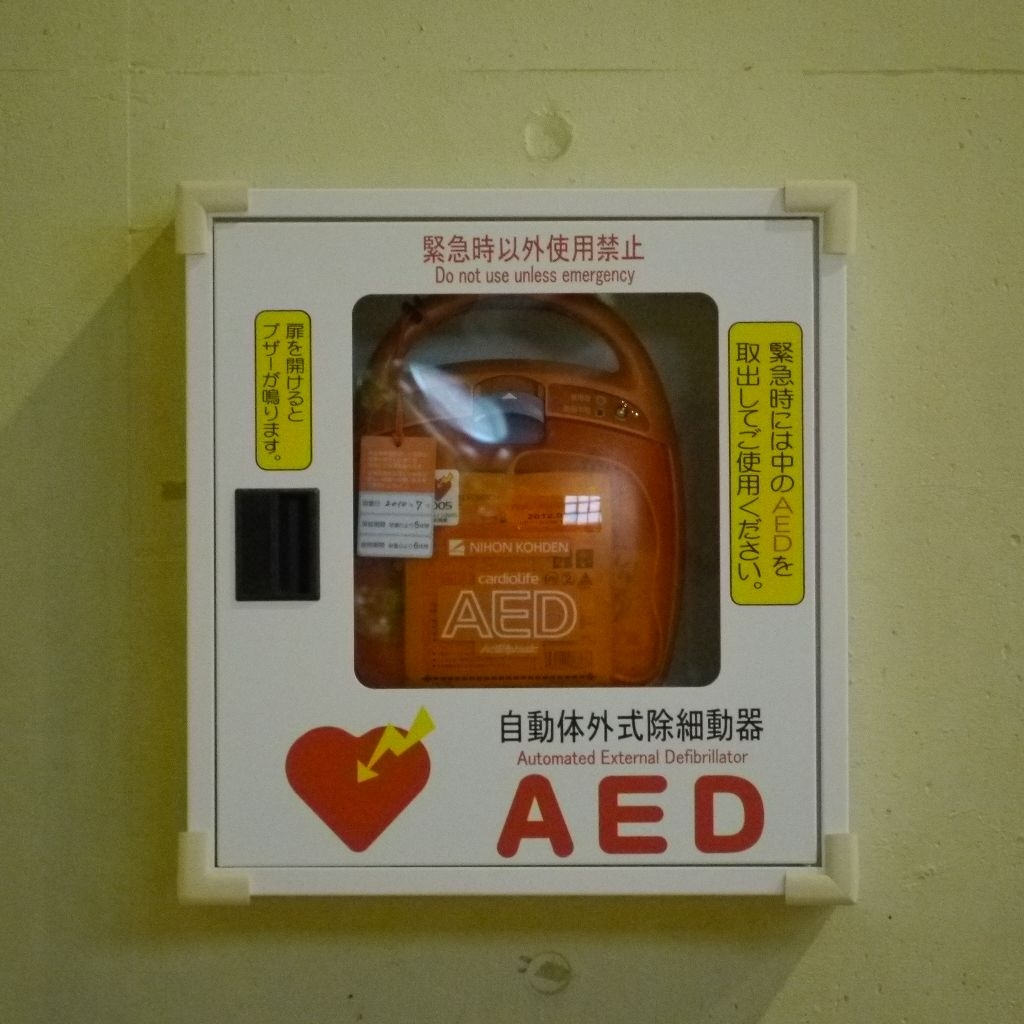 緊急時以外使用禁止
Do not use unless emergency
扉を開けると
ブザーが鳴ります。
緊急時には中のAEDを
取出してご使用ください。
NIHON KOHDEN
cardiolife
AED
自動体外式除細動器
Automated External Defibrillator
AED